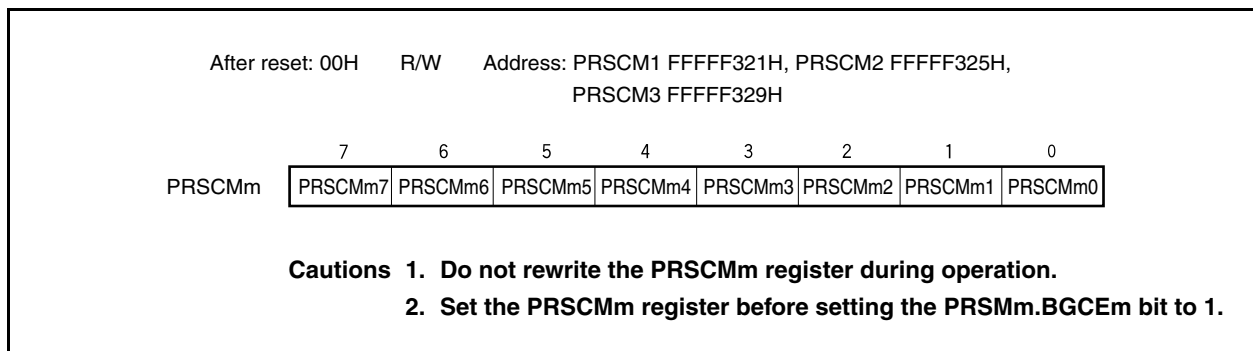 After reset: 00H R/W Address: PRSCM1 FFFFF321H, PRSCM2 FFFFF325H,
PRSCM3 FFFFF329H
7 6 5 4 3 2 1 0
PRSCMm PRSCMm7 PRSCMm6 PRSCMm5 PRSCMm4 PRSCMm3 PRSCMm2 PRSCMm1 PRSCMm0
Cautions 1. Do not rewrite the PRSCMm register during operation.
2. Set the PRSCMm register before setting the PRSMm.BGCEm bit to 1.